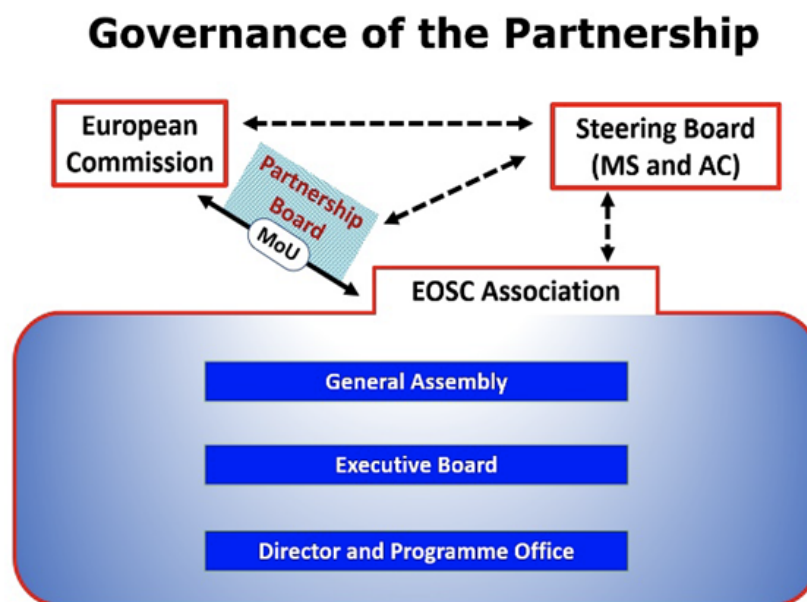 Governance of the Partnership
European
Commission
Steering Board
(MS and AC)
Partnership
Board
MoU
EOSC Association
General Assembly
Executive Board
Director and Programme Office